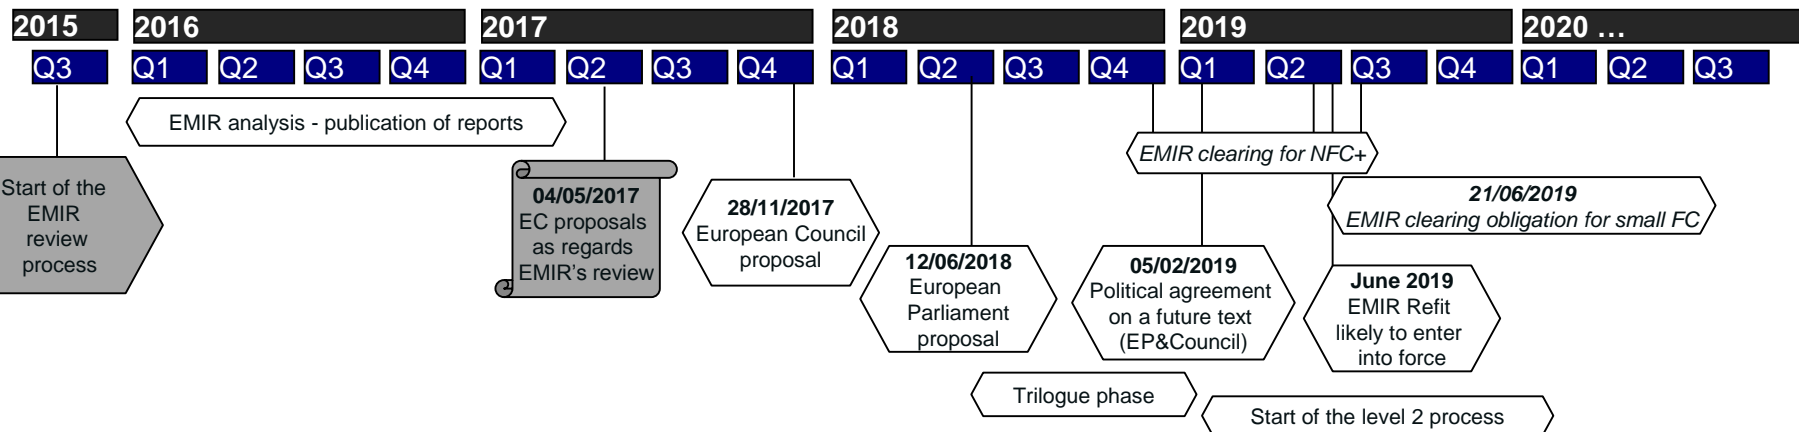 2015 2016 2017 2018 2019 2020 …
Q3 Q1 Q2 Q3 Q4 Q1 Q2 Q3 Q4 Q1 Q2 Q3 Q4 Q1 Q2 Q3 Q4 Q1 Q2 Q3
EMIR analysis - publication of reports
Start of the
EMIR
review
process
04/05/2017
EC proposals
as regards
EMIR's review
28/11/2017
European Council
proposal
12/06/2018
European
Parliament
proposal
EMIR clearing for NFC+
05/02/2019
Political agreement
on a future text
(EP&Council)
21/06/2019
EMIR clearing obligation for small FC
June 2019
EMIR Refit
likely to enter
into force
Trilogue phase
Start of the level 2 process